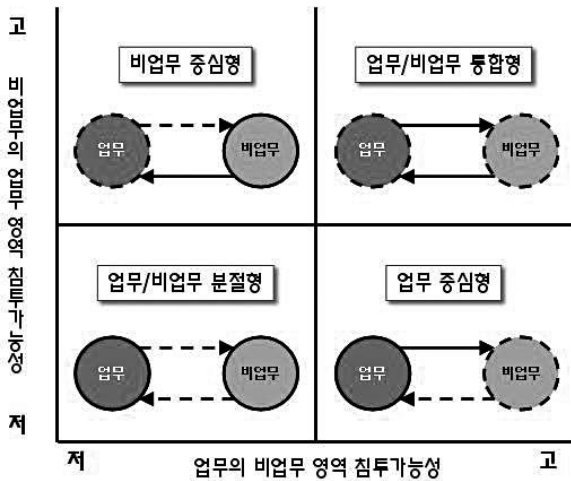 고
비업무의 업무 영역 침투가능성
저
비업무 중심형
업무
비업무
업무/비업무 통합형
업무
비업무
업무/비업무 분절형
업무
비업무
업무 중심형
업무
비업무
저
업무의 비업무 영역 침투가능성
고